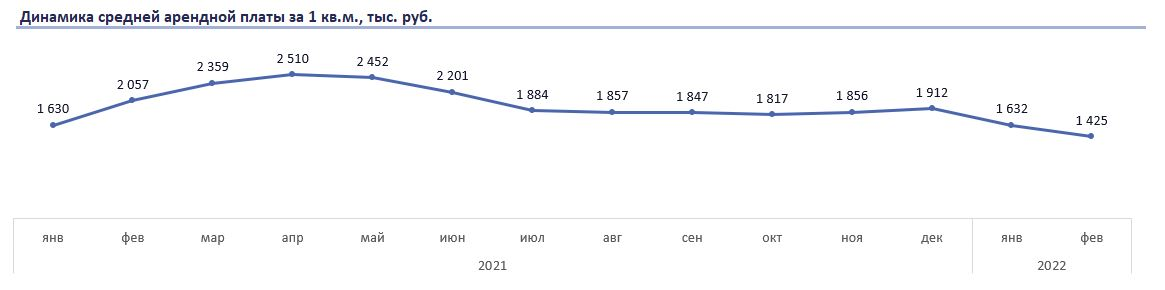 Динамика средней арендной платы за 1 кв.м., тыс. руб.
1 630 2 057 2 359 2 510 2 452 2 201 1 884 1 857 1 847 1 817 1 856 1 912 1 632 1 425
янв фев мар апр май июн июл авг сен окт ноя дек янв фев
2021 2022